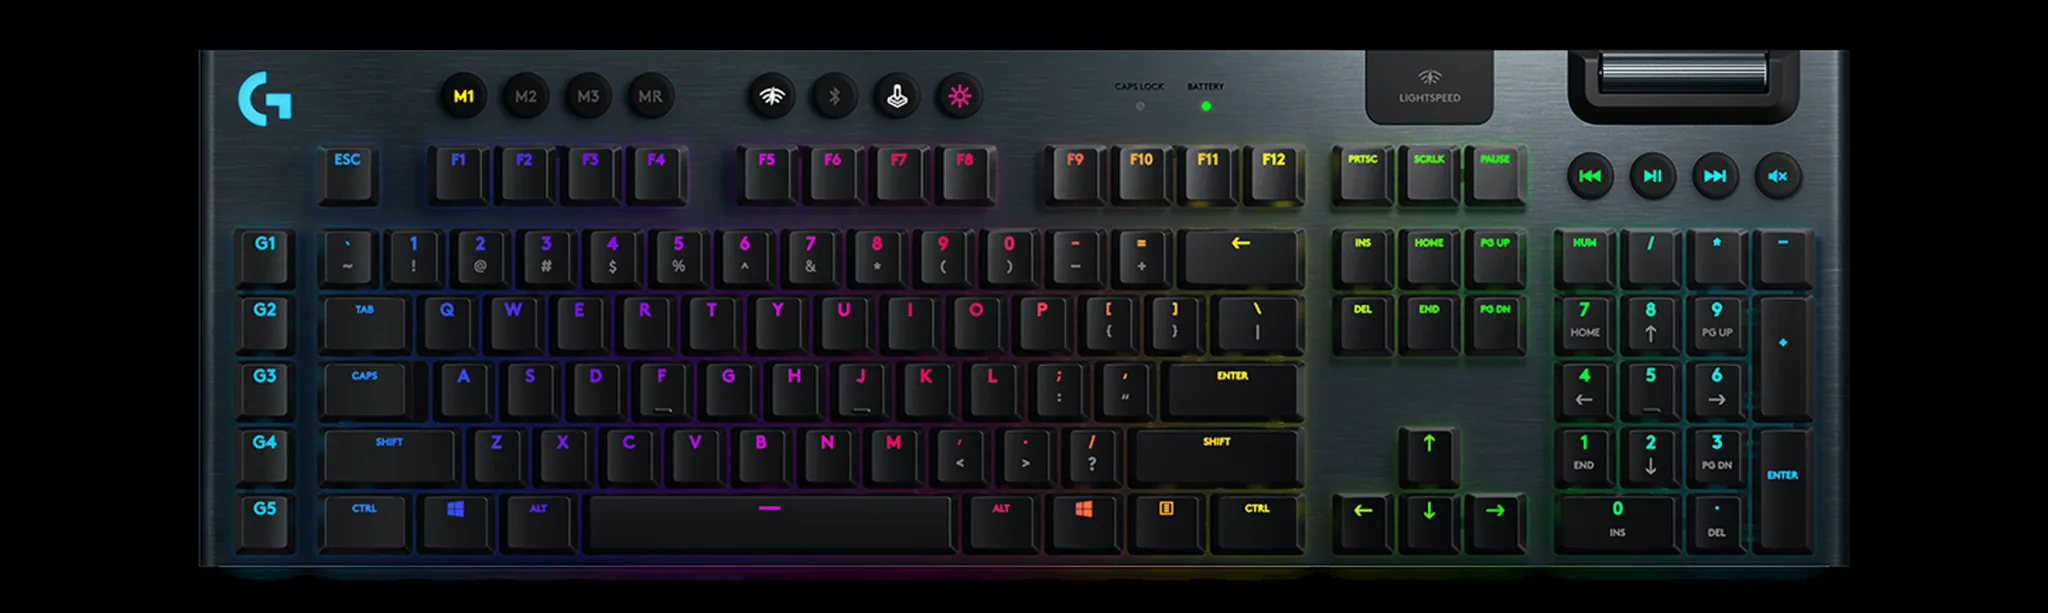 G M1 M2 M3 MR CAPS LOCK BATTERY LIGHTSPEED
ESC F1 F2 F3 F4 F5 F6 F7 F8 F9 F10 F11 F12 PRTSC SCRLK PAUSE
G1 ` ~ 1 ! 2 @ 3 # 4 $ 5 % 6 ^ 7 & 8 * 9 ( 0 ) - _ = + ← INS HOME PG UP NUM / * -
G2 TAB Q W E R T Y U I O P [ { ] } \ | DEL END PG DN 7 HOME 8 ↑ 9 PG UP +
G3 CAPS A S D F G H J K L ; : ' " ENTER 4 ← 5 6 →
G4 SHIFT Z X C V B N M , < . > / ? SHIFT ↑ 1 END 2 ↓ 3 PG DN ENTER
G5 CTRL ALT ALT CTRL ← ↓ → 0 INS . DEL